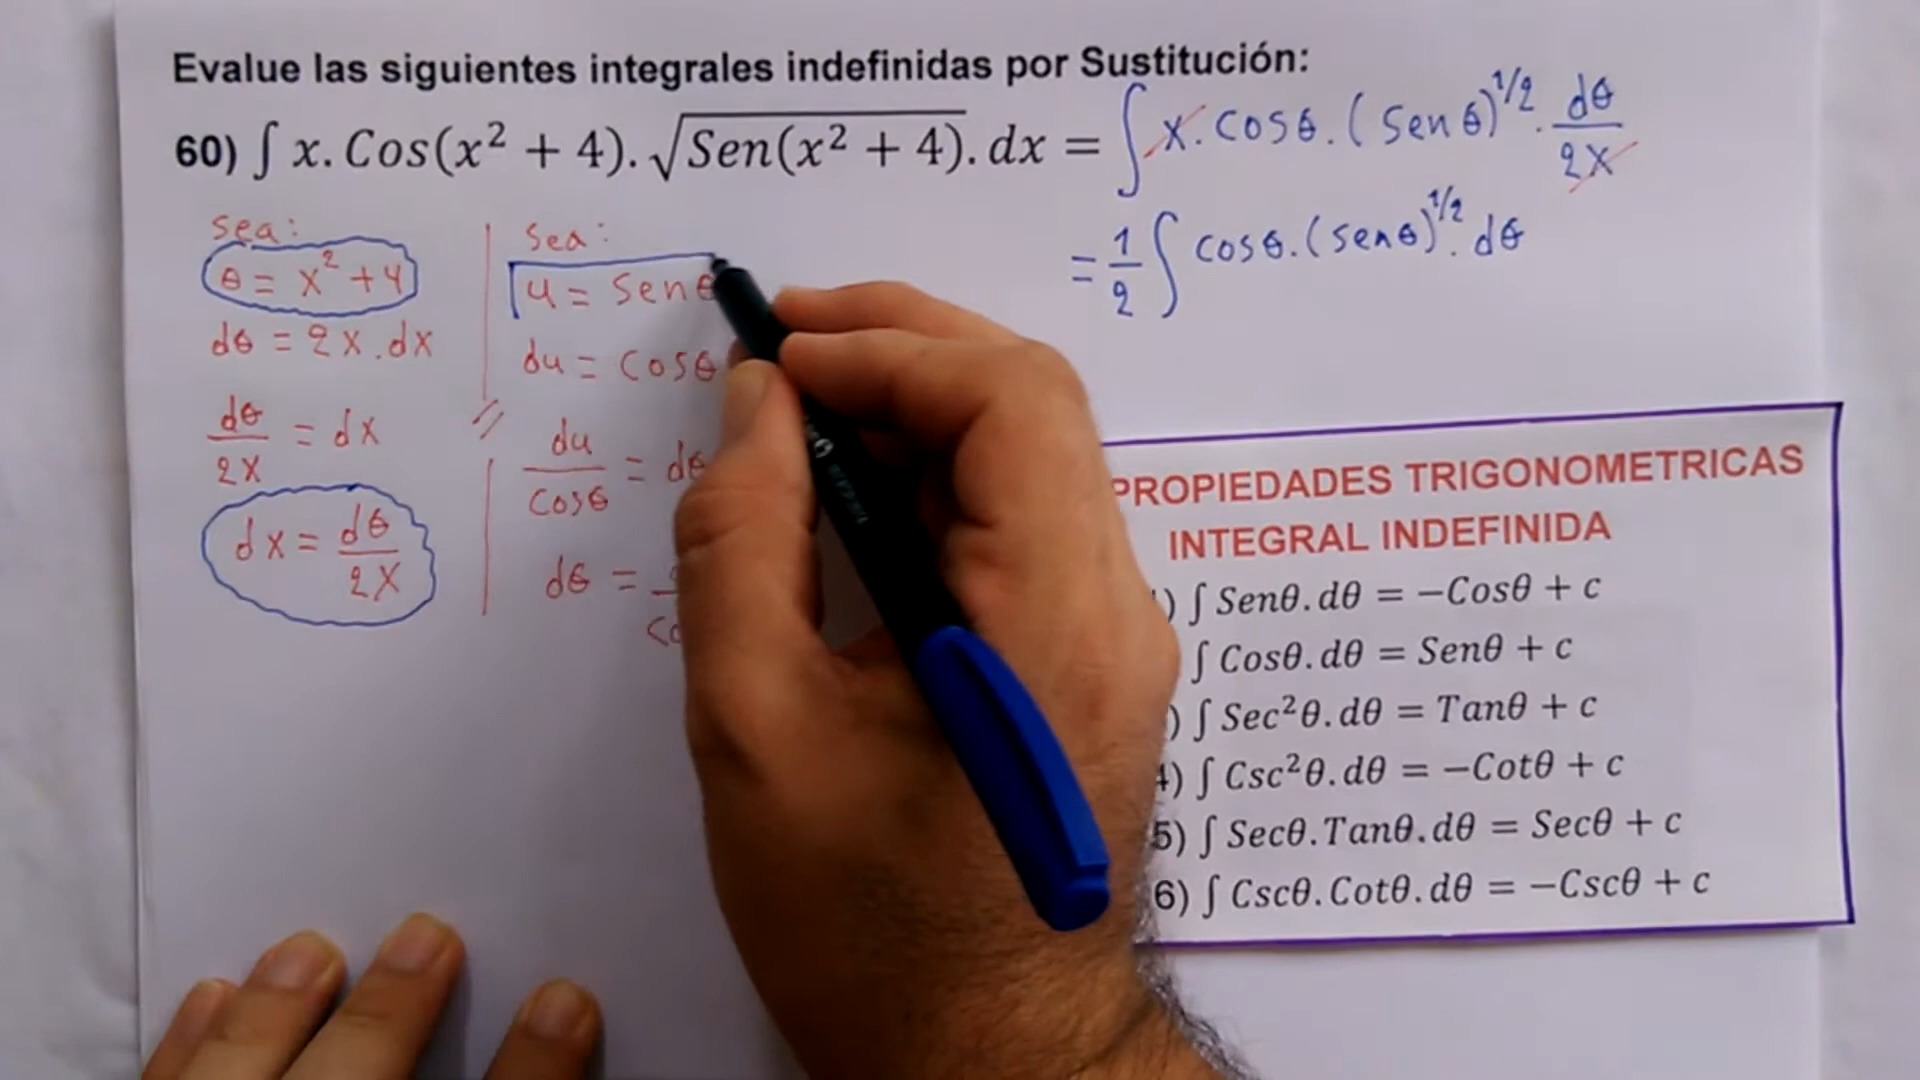 Evalue las siguientes integrales indefinidas por Sustitución:
60) ∫ x. Cos(x² + 4). √Sen(x² + 4). dx = ∫ x. cosθ. (senθ)^1/2. dθ/2x
= 1/2 ∫ cosθ. (senθ)^1/2. dθ
sea:
θ = x² + 4
dθ = 2x.dx
dθ/2x = dx
dx = dθ/2x
sea:
u = senθ
du = cosθ
du/cosθ = dθ
dθ =
PROPIEDADES TRIGONOMETRICAS
INTEGRAL INDEFINIDA
) ∫ Senθ. dθ = −Cosθ + c
∫ Cosθ. dθ = Senθ + c
) ∫ Sec²θ. dθ = Tanθ + c
4) ∫ Csc²θ. dθ = −Cotθ + c
5) ∫ Secθ. Tanθ. dθ = Secθ + c
6) ∫ Cscθ. Cotθ. dθ = −Cscθ + c